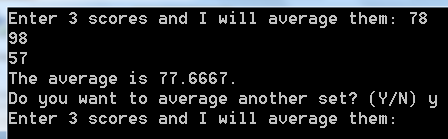 Enter 3 scores and I will average them: 78
98
57
The average is 77.6667.
Do you want to average another set? (Y/N) y
Enter 3 scores and I will average them: